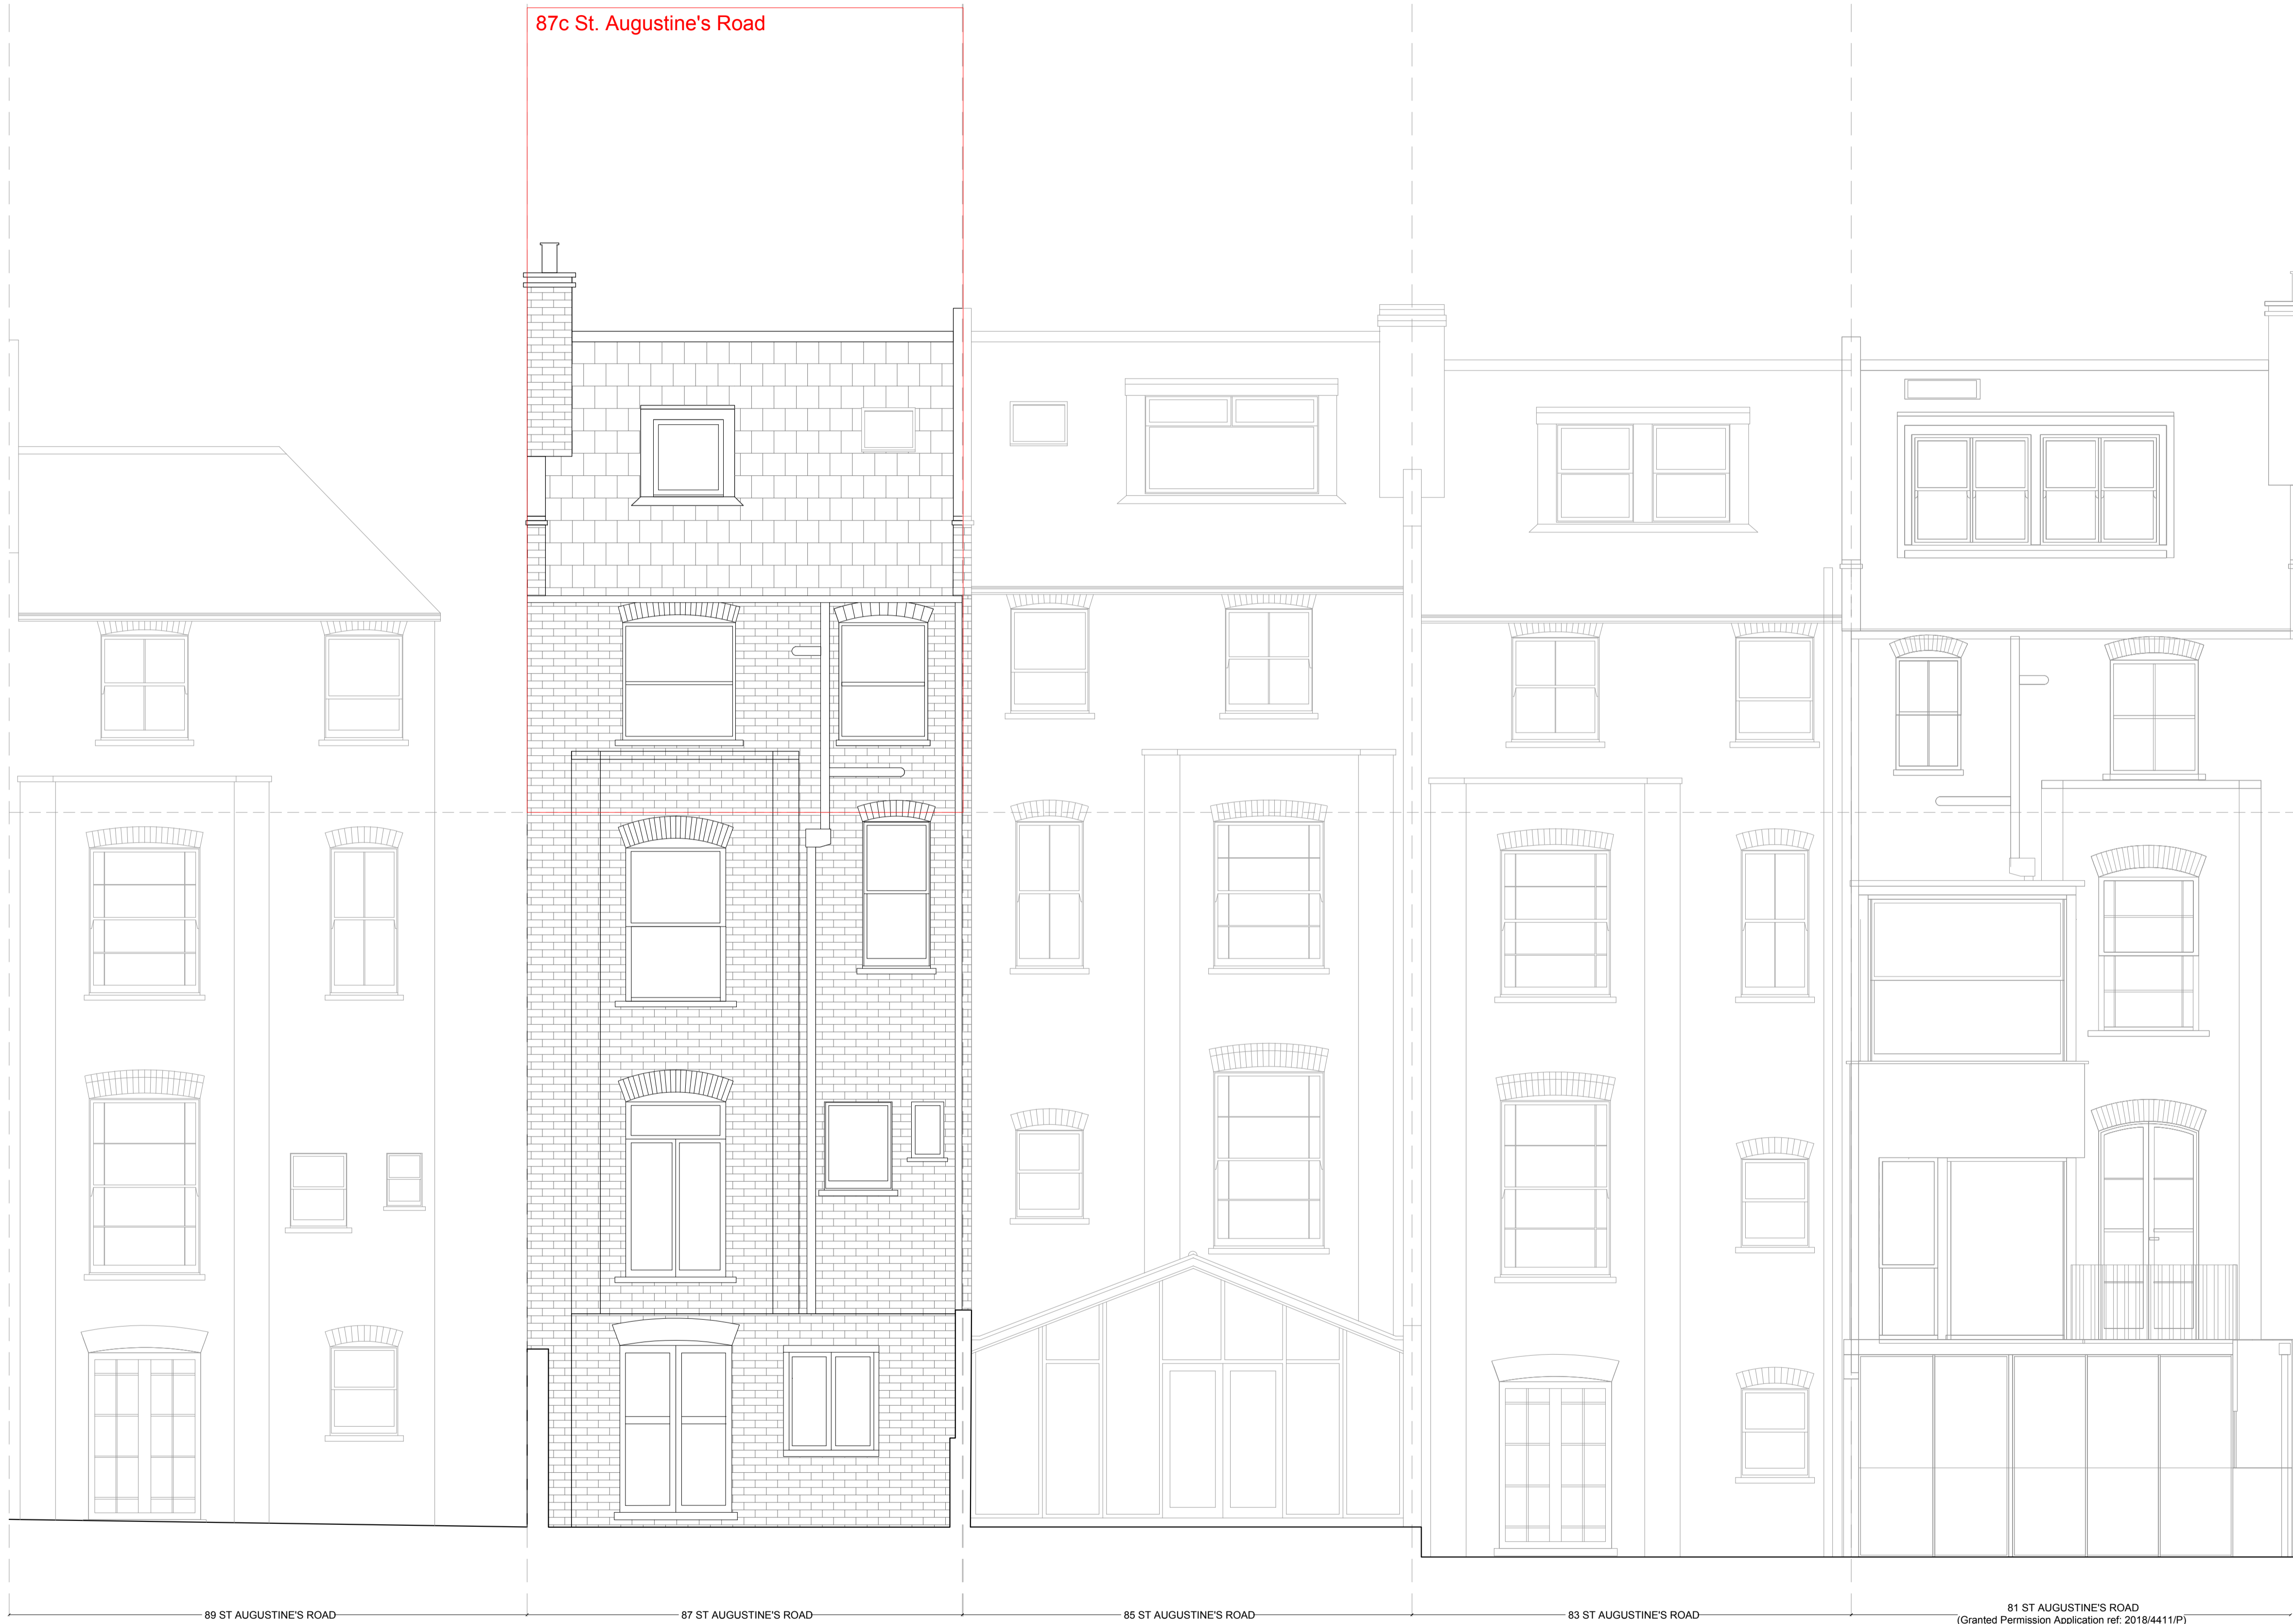 87c St. Augustine's Road
89 ST AUGUSTINE'S ROAD
87 ST AUGUSTINE'S ROAD
85 ST AUGUSTINE'S ROAD
83 ST AUGUSTINE'S ROAD
81 ST AUGUSTINE'S ROAD
(Granted Permission Application ref: 2018/4411/P)